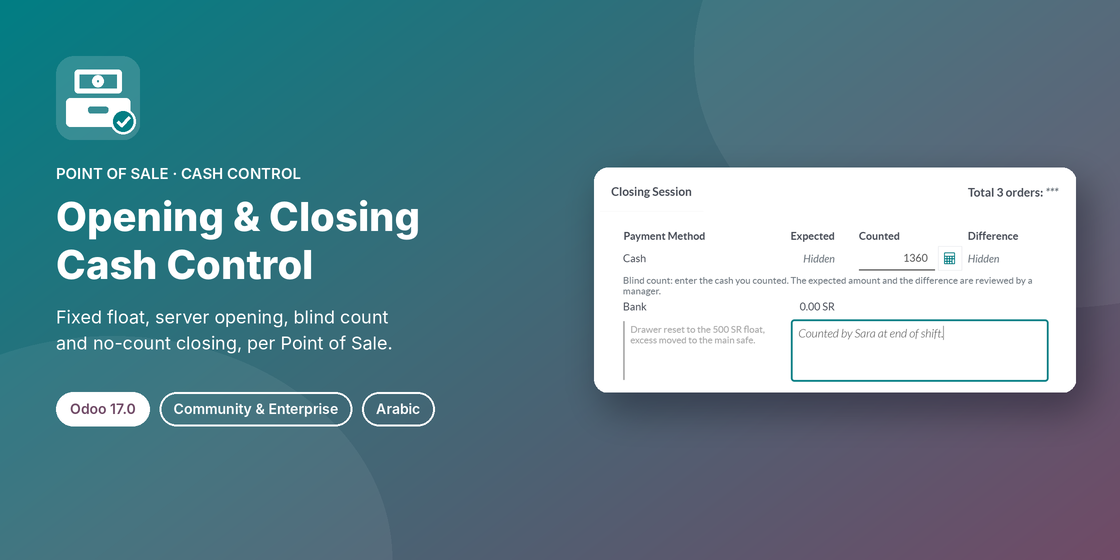 POINT OF SALE · CASH CONTROL
Opening & Closing
Cash Control
Fixed float, server opening, blind count
and no-count closing, per Point of Sale.
Odoo 17.0
Community & Enterprise
Arabic
Closing Session
Total 3 orders: ***
Payment Method
Expected
Counted
Difference
Cash
Hidden
1360
Hidden
Blind count: enter the cash you counted. The expected amount and the difference are reviewed by a
manager.
Bank
0.00 SR
Drawer reset to the 500 SR float,
excess moved to the main safe.
Counted by Sara at end of shift.